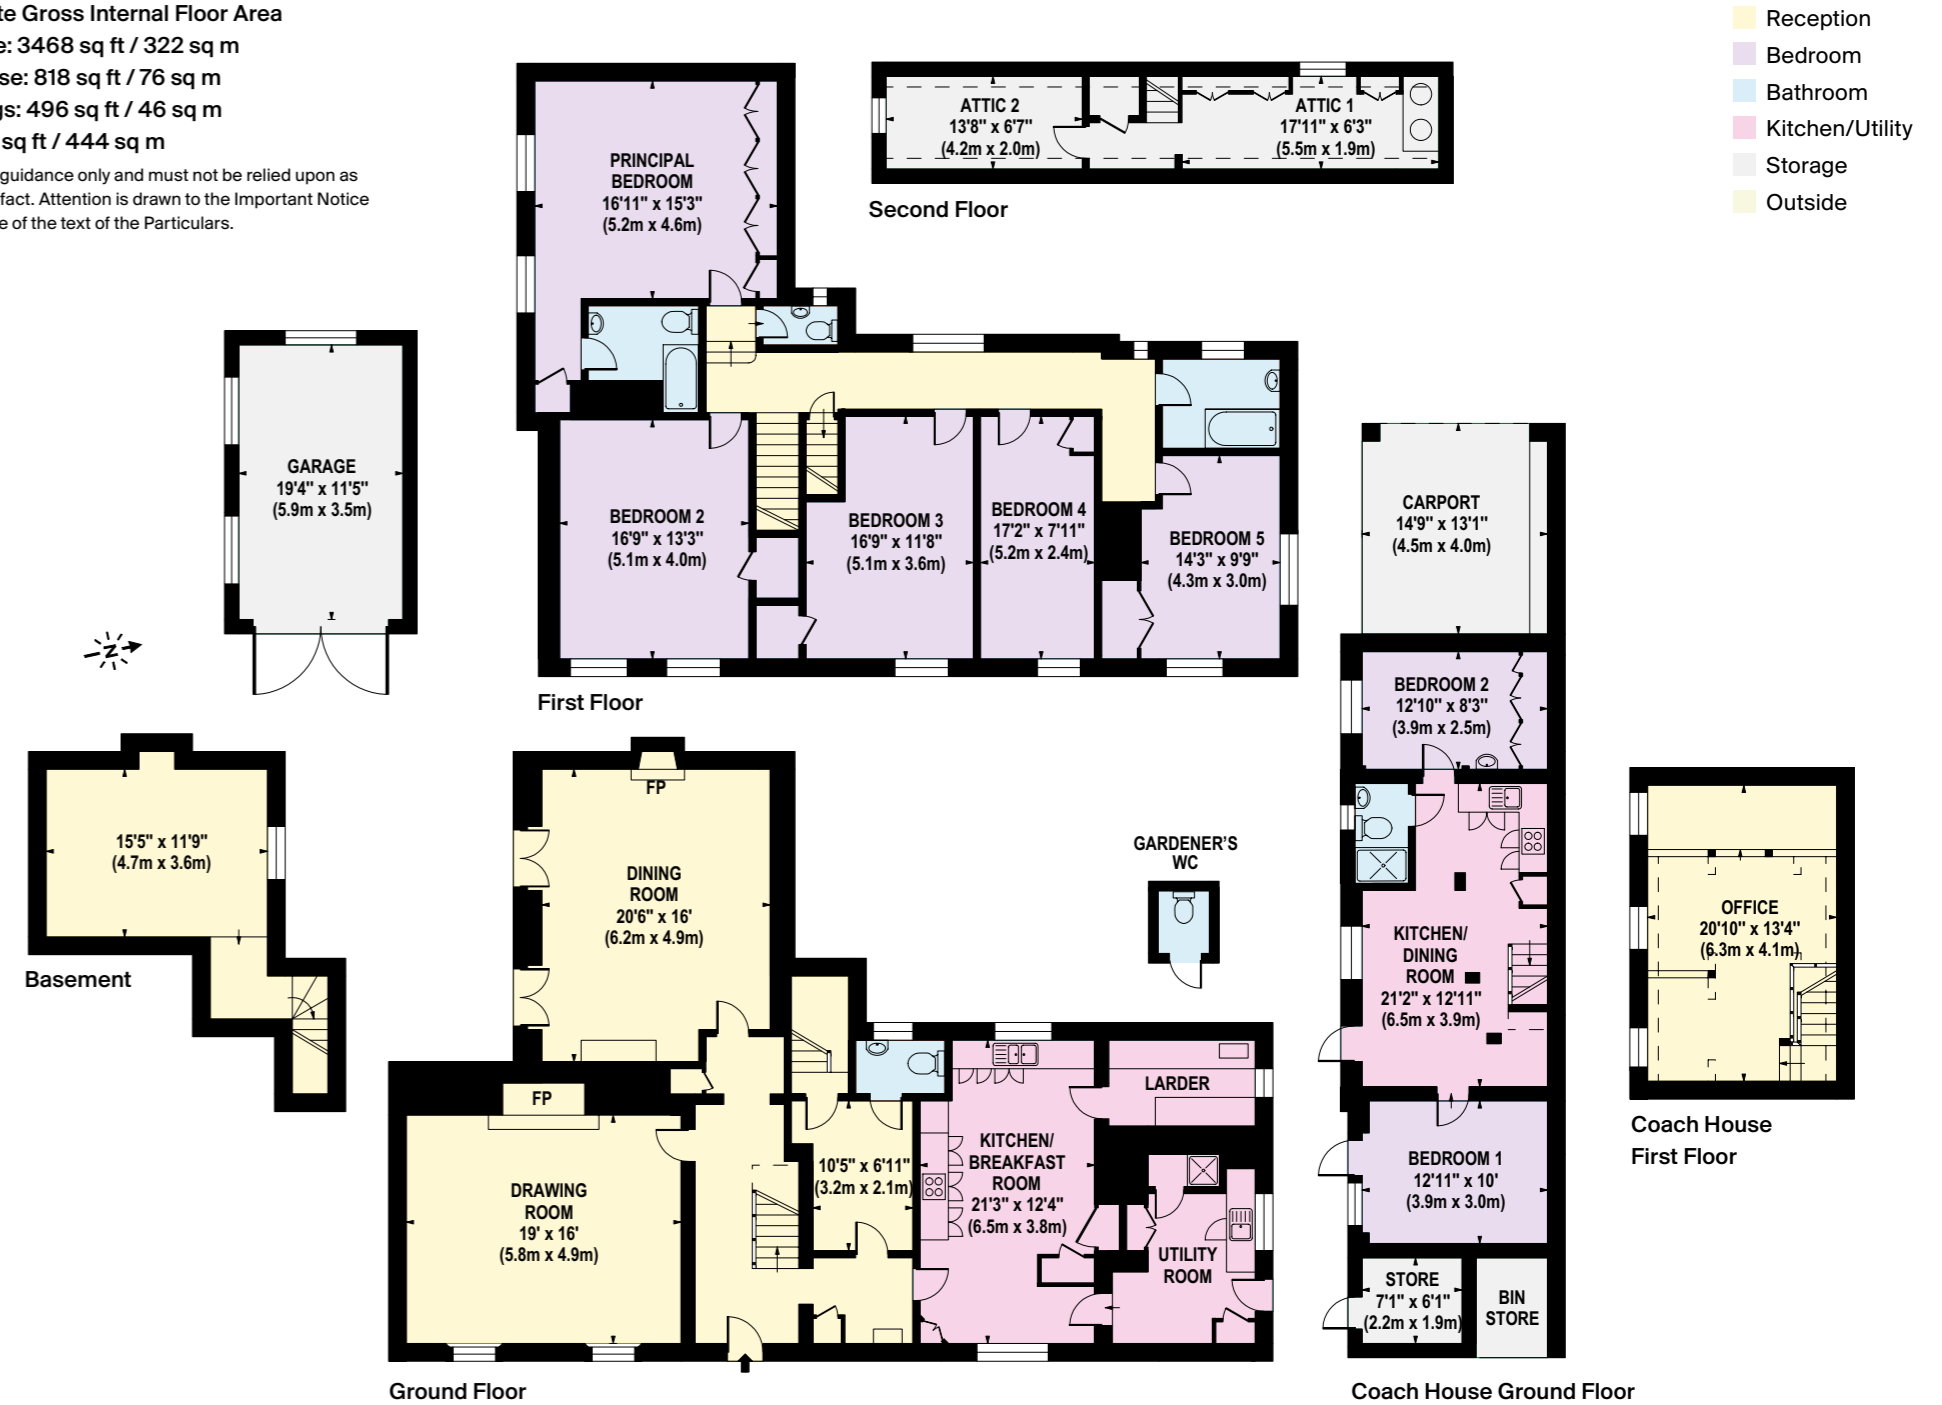 te Gross Internal Floor Area
e: 3468 sq ft / 322 sq m
se: 818 sq ft / 76 sq m
gs: 496 sq ft / 46 sq m
sq ft / 444 sq m
guidance only and must not be relied upon as
fact. Attention is drawn to the Important Notice
e of the text of the Particulars.
Reception
Bedroom
Bathroom
Kitchen/Utility
Storage
Outside
ATTIC 2
13'8" x 6'7"
(4.2m x 2.0m)
ATTIC 1
17'11" x 6'3"
(5.5m x 1.9m)
Second Floor
PRINCIPAL
BEDROOM
16'11" x 15'3"
(5.2m x 4.6m)
BEDROOM 2
16'9" x 13'3"
(5.1m x 4.0m)
BEDROOM 3
16'9" x 11'8"
(5.1m x 3.6m)
BEDROOM 4
17'2" x 7'11"
(5.2m x 2.4m)
BEDROOM 5
14'3" x 9'9"
(4.3m x 3.0m)
First Floor
GARAGE
19'4" x 11'5"
(5.9m x 3.5m)
N
15'5" x 11'9"
(4.7m x 3.6m)
Basement
FP
DINING
ROOM
20'6" x 16'
(6.2m x 4.9m)
FP
DRAWING
ROOM
19' x 16'
(5.8m x 4.9m)
10'5" x 6'11"
(3.2m x 2.1m)
KITCHEN/
BREAKFAST
ROOM
21'3" x 12'4"
(6.5m x 3.8m)
LARDER
UTILITY
ROOM
Ground Floor
GARDENER'S
WC
CARPORT
14'9" x 13'1"
(4.5m x 4.0m)
BEDROOM 2
12'10" x 8'3"
(3.9m x 2.5m)
KITCHEN/
DINING
ROOM
21'2" x 12'11"
(6.5m x 3.9m)
BEDROOM 1
12'11" x 10'
(3.9m x 3.0m)
STORE
7'1" x 6'1"
(2.2m x 1.9m)
BIN
STORE
Coach House Ground Floor
OFFICE
20'10" x 13'4"
(6.3m x 4.1m)
Coach House
First Floor